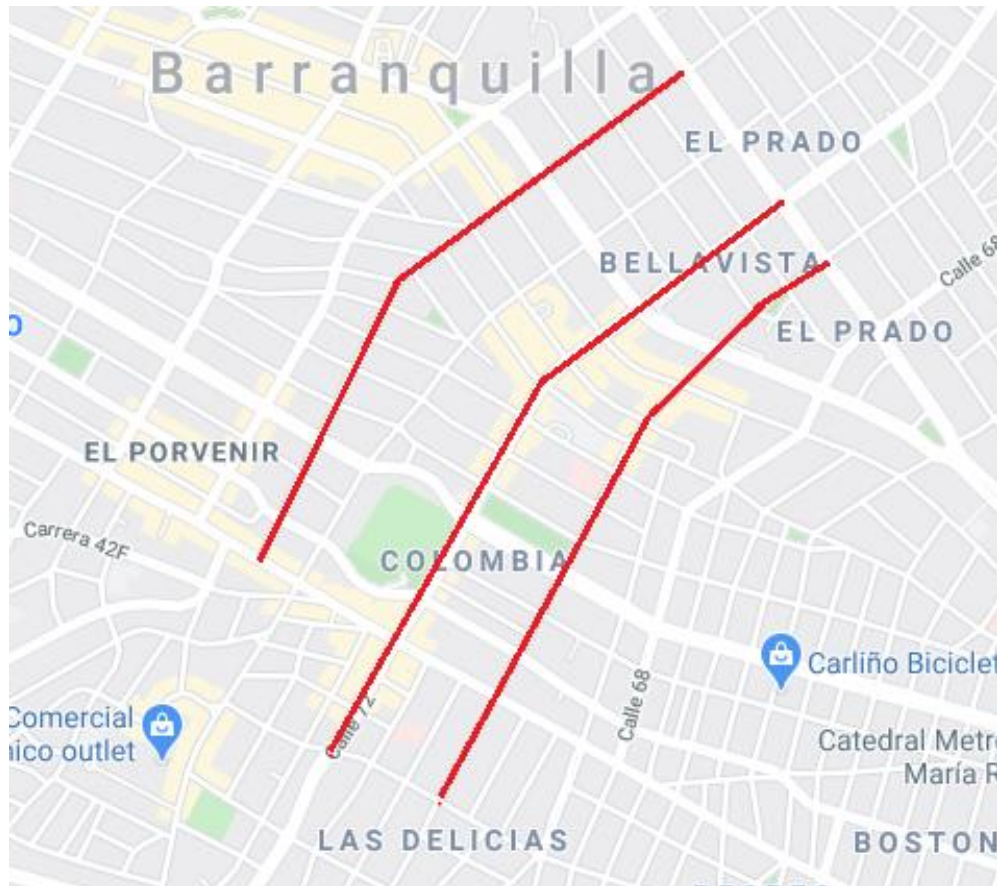 Barranquilla
EL PRADO
BELLAVISTA
Calle 68
EL PRADO
EL PORVENIR
Carrera 42F
COLOMBIA
Carliño Biciclet
Calle 68
Calle 72
Comercial
ico outlet
Catedral Metr
María R
LAS DELICIAS
BOSTON